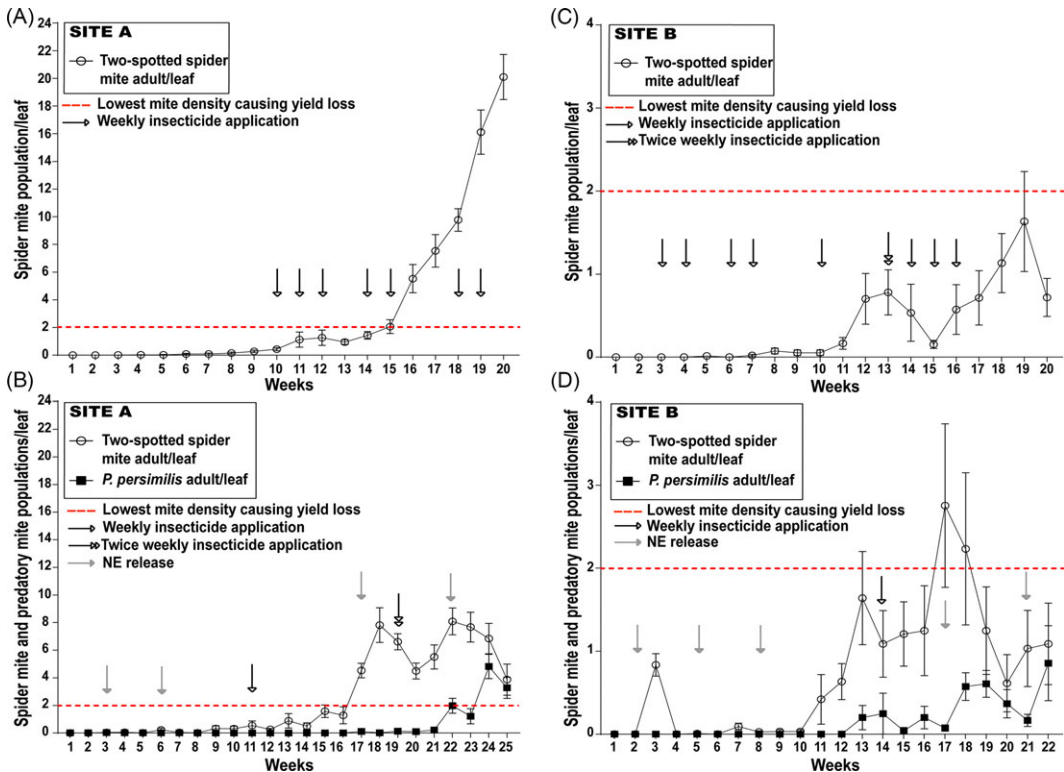 (A)
SITE A
Two-spotted spider
mite adult/leaf
Lowest mite density causing yield loss
Weekly insecticide application
Spider mite population/leaf
24
22
20
18
16
14
12
10
8
6
4
2
0
1 2 3 4 5 6 7 8 9 10 11 12 13 14 15 16 17 18 19 20
Weeks
(B)
SITE A
Two-spotted spider
mite adult/leaf
P. persimilis adult/leaf
Lowest mite density causing yield loss
Weekly insecticide application
Twice weekly insecticide application
NE release
Spider mite and predatory mite populations/leaf
24
22
20
18
16
14
12
10
8
6
4
2
0
1 2 3 4 5 6 7 8 9 10 11 12 13 14 15 16 17 18 19 20 21 22 23 24 25
Weeks
(C)
SITE B
Two-spotted spider
mite adult/leaf
Lowest mite density causing yield loss
Weekly insecticide application
Twice weekly insecticide application
Spider mite population/leaf
4
3
2
1
0
1 2 3 4 5 6 7 8 9 10 11 12 13 14 15 16 17 18 19 20
Weeks
(D)
SITE B
Two-spotted spider
mite adult/leaf
P. persimilis adult/leaf
Lowest mite density causing yield loss
Weekly insecticide application
NE release
Spider mite and predatory mite populations/leaf
4
3
2
1
0
1 2 3 4 5 6 7 8 9 10 11 12 13 14 15 16 17 18 19 20 21 22
Weeks